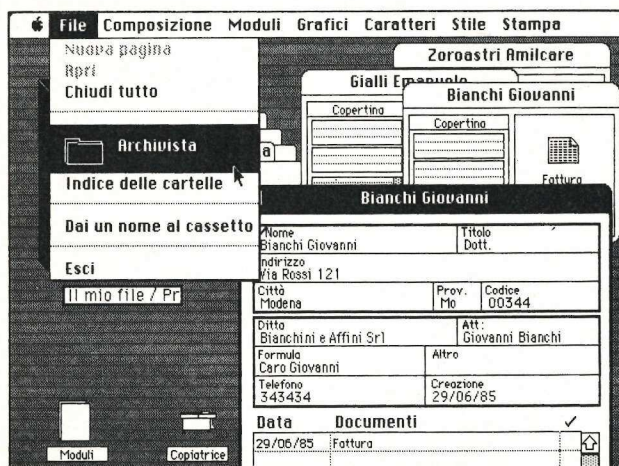 File Composizione Moduli Grafici Caratteri Stile Stampa
Nuova pagina
Apri
Chiudi tutto
Archivista
Indice delle cartelle
Dai un nome al cassetto
Esci
Il mio file / Pr
Moduli
Copiatrice
Zoroastri Amilcare
Gialli Emanuelo
Copertina
Bianchi Giovanni
Copertina
Fattura
Bianchi Giovanni
Nome
Bianchi Giovanni
Titolo
Dott.
Indirizzo
Via Rossi 121
Città
Modena
Prov.
Mo
Codice
00344
Ditta
Bianchini e Affini Srl
Att:
Giovanni Bianchi
Formula
Caro Giovanni
Altro
Telefono
343434
Creazione
29/06/85
Data Documenti ✓
29/06/85 Fattura